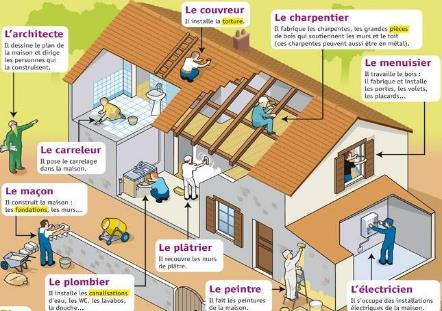 Le couvreur
Il installe la toiture.
Le charpentier
Il fabrique les charpentes, les grandes pièces
de bois qui soutiennent les murs et le toit
(ces charpentes peuvent aussi être en métal).
L'architecte
Il dessine le plan de
la maison et dirige
les personnes qui
la construisent.
Le menuisier
Il travaille le bois :
il fabrique et installe
les portes, les volets,
les placards...
Le carreleur
Il pose le carrelage
dans la maison.
Le maçon
Il construit la maison :
les fondations, les murs...
Le plâtrier
Il recouvre les murs
de plâtre.
Le plombier
Il installe les canalisations
d'eau, les WC, les lavabos,
la douche...
Le peintre
Il fait les peintures
de la maison.
L'électricien
Il s'occupe des installations
électriques de la maison.